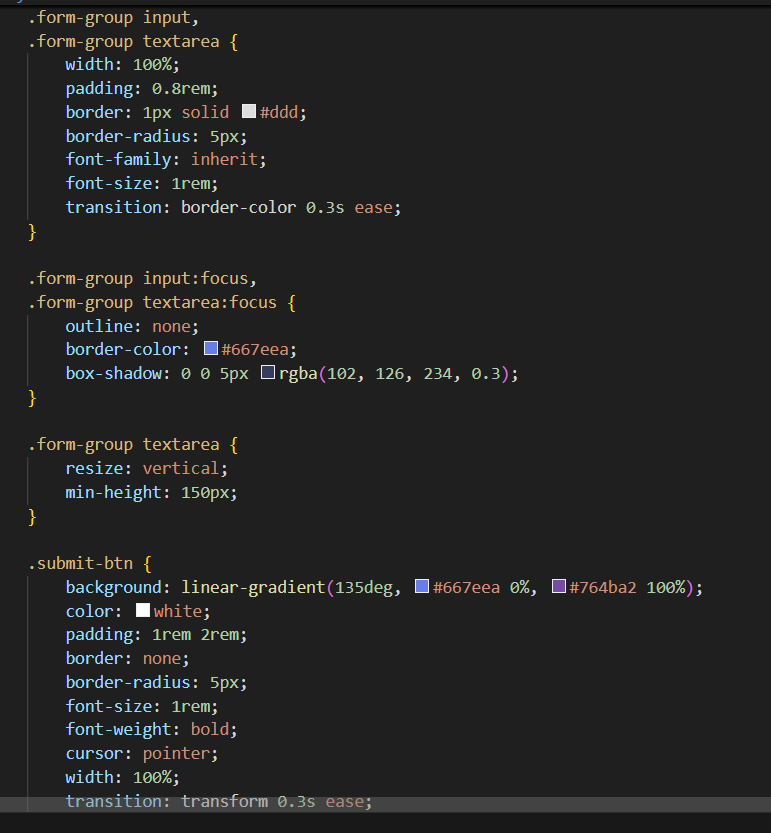 .form-group input,
.form-group textarea {
    width: 100%;
    padding: 0.8rem;
    border: 1px solid #ddd;
    border-radius: 5px;
    font-family: inherit;
    font-size: 1rem;
    transition: border-color 0.3s ease;
}

.form-group input:focus,
.form-group textarea:focus {
    outline: none;
    border-color: #667eea;
    box-shadow: 0 0 5px rgba(102, 126, 234, 0.3);
}

.form-group textarea {
    resize: vertical;
    min-height: 150px;
}

.submit-btn {
    background: linear-gradient(135deg, #667eea 0%, #764ba2 100%);
    color: white;
    padding: 1rem 2rem;
    border: none;
    border-radius: 5px;
    font-size: 1rem;
    font-weight: bold;
    cursor: pointer;
    width: 100%;
    transition: transform 0.3s ease;